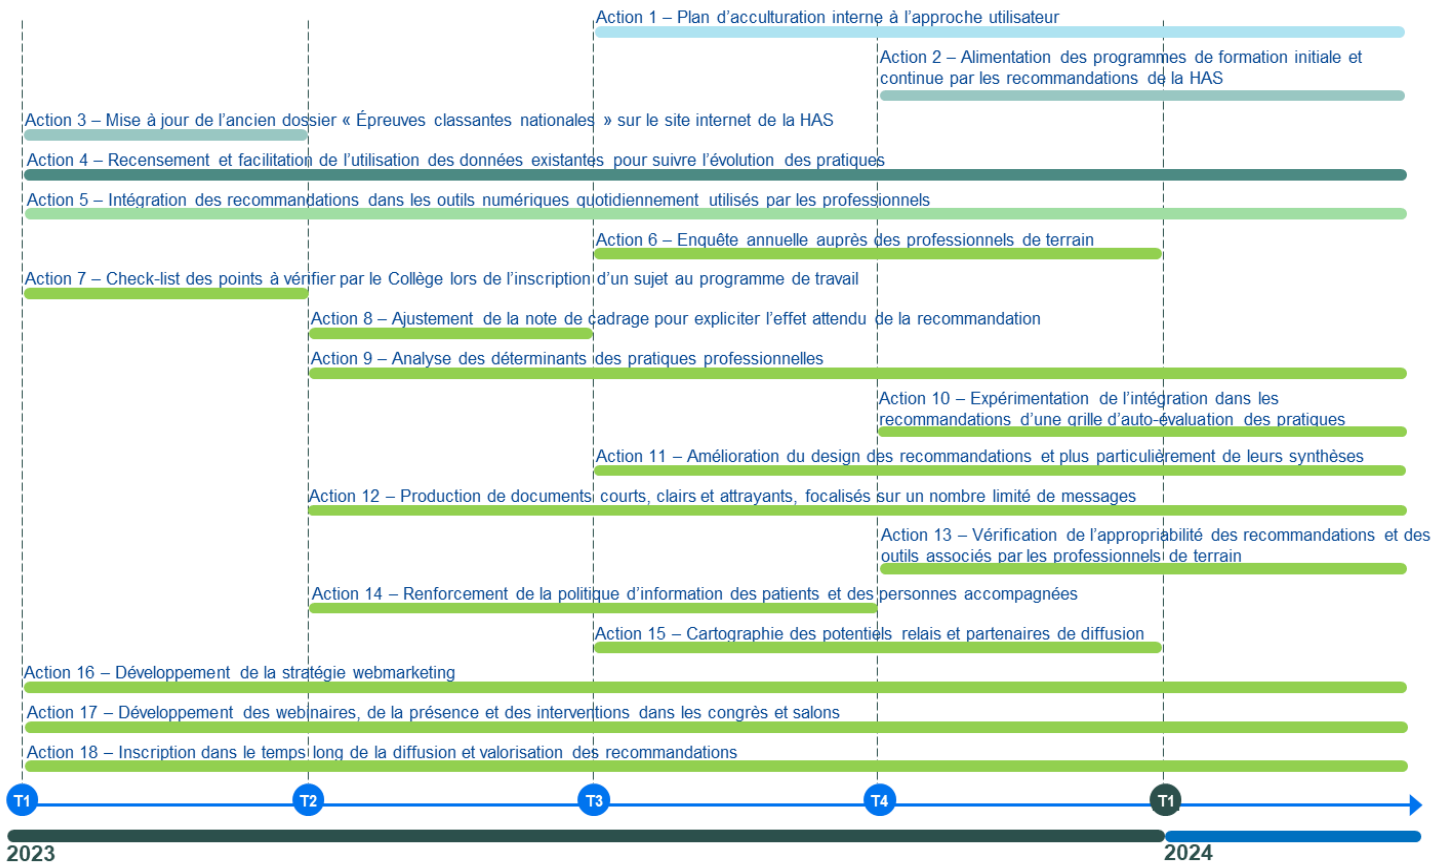 Action 1 – Plan d’acculturation interne à l’approche utilisateur
Action 2 – Alimentation des programmes de formation initiale et
continue par les recommandations de la HAS
Action 3 – Mise à jour de l’ancien dossier « Épreuves classantes nationales » sur le site internet de la HAS
Action 4 – Recensement et facilitation de l’utilisation des données existantes pour suivre l’évolution des pratiques
Action 5 – Intégration des recommandations dans les outils numériques quotidiennement utilisés par les professionnels
Action 6 – Enquête annuelle auprès des professionnels de terrain
Action 7 – Check-list des points à vérifier par le Collège lors de l’inscription d’un sujet au programme de travail
Action 8 – Ajustement de la note de cadrage pour expliciter l’effet attendu de la recommandation
Action 9 – Analyse des déterminants des pratiques professionnelles
Action 10 – Expérimentation de l’intégration dans les
recommandations d’une grille d’auto-évaluation des pratiques
Action 11 – Amélioration du design des recommandations et plus particulièrement de leurs synthèses
Action 12 – Production de documents courts, clairs et attrayants, focalisés sur un nombre limité de messages
Action 13 – Vérification de l’appropriabilité des recommandations et des
outils associés par les professionnels de terrain
Action 14 – Renforcement de la politique d’information des patients et des personnes accompagnées
Action 15 – Cartographie des potentiels relais et partenaires de diffusion
Action 16 – Développement de la stratégie webmarketing
Action 17 – Développement des webinaires, de la présence et des interventions dans les congrès et salons
Action 18 – Inscription dans le temps long de la diffusion et valorisation des recommandations
T1 T2 T3 T4 T1
2023 2024